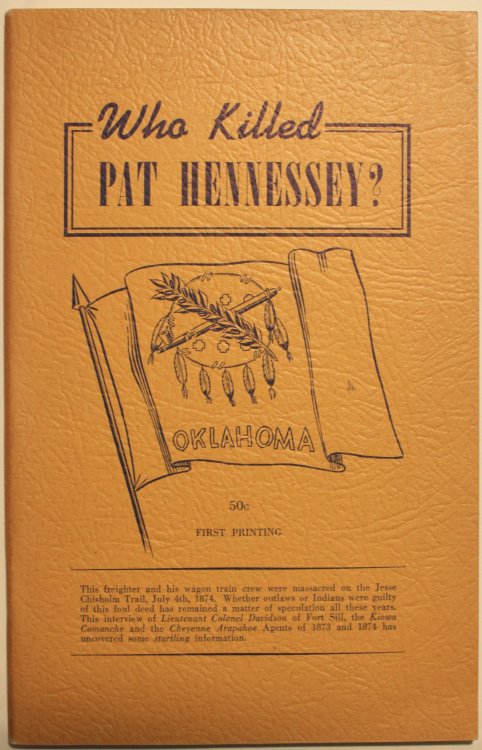 Who Killed
PAT HENNESSEY?
OKLAHOMA
50c
FIRST PRINTING
This freighter and his wagon train crew were massacred on the Jesse
Chisholm Trail, July 4th, 1874. Whether outlaws or Indians were guilty
of this foul deed has remained a matter of speculation all these years.
This interview of Lieutenant Colonel Davidson of Fort Sill, the Kiowa
Comanche and the Cheyenne Arapahoe Agents of 1873 and 1874 has
uncovered some startling information.